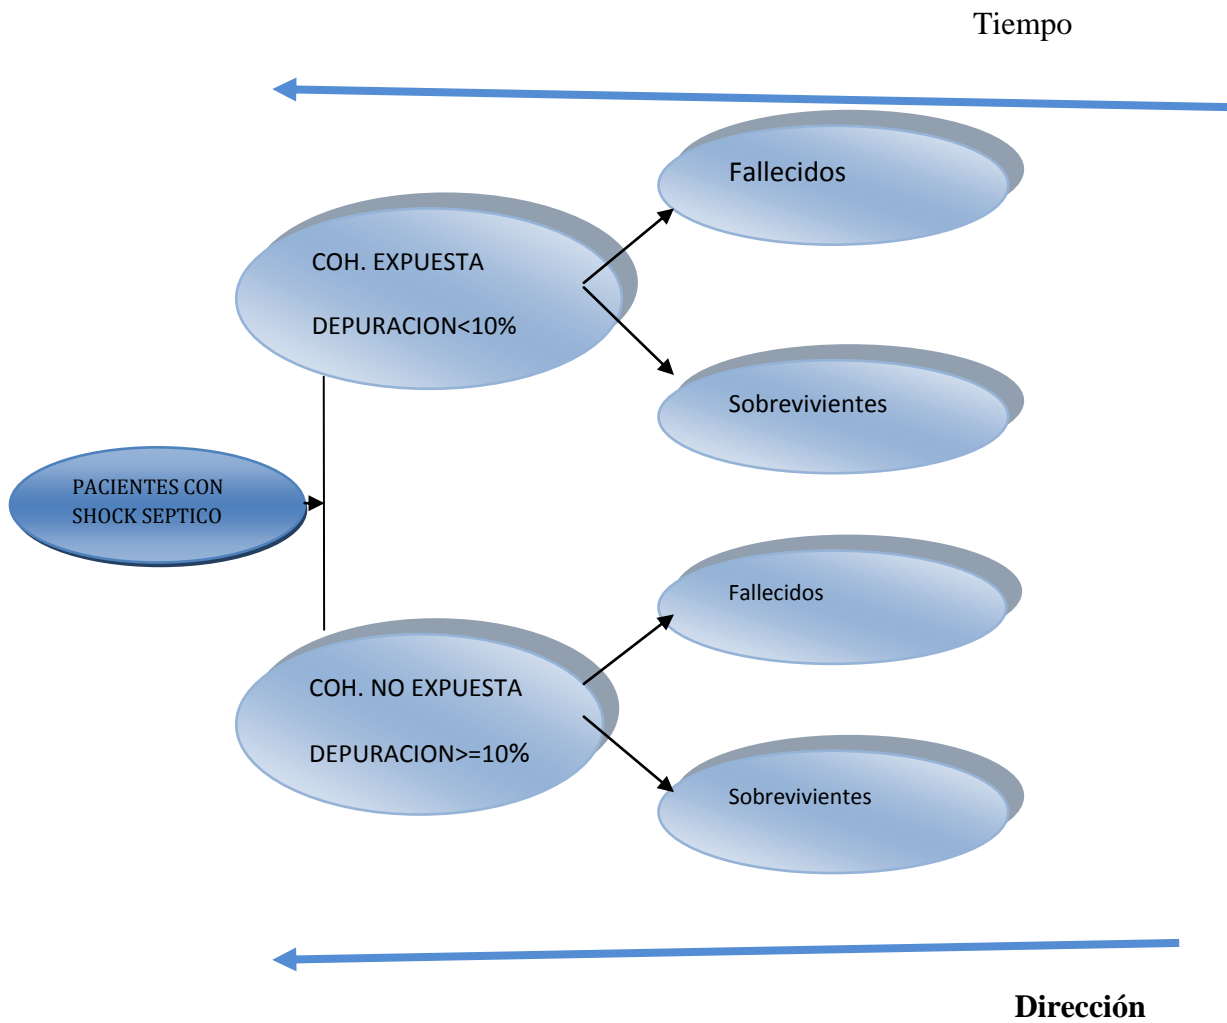 Tiempo
Fallecidos
COH. EXPUESTA
DEPURACION<10%
Sobrevivientes
PACIENTES CON
SHOCK SEPTICO
Fallecidos
COH. NO EXPUESTA
DEPURACION>=10%
Sobrevivientes
Dirección